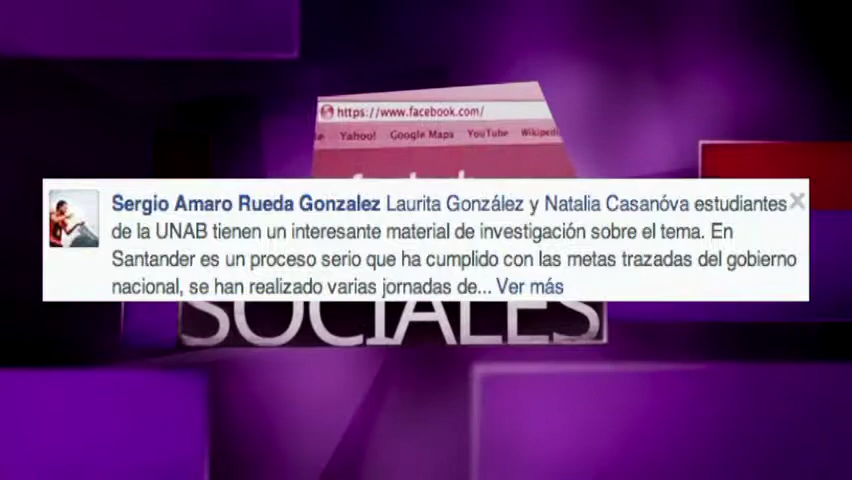 https://www.facebook.com/
Yahoo! Google Maps YouTube
Sergio Amaro Rueda Gonzalez Laurita González y Natalia Casanóva estudiantes
de la UNAB tienen un interesante material de investigación sobre el tema. En
Santander es un proceso serio que ha cumplido con las metas trazadas del gobierno
nacional, se han realizado varias jornadas de... Ver más
SOCIALES